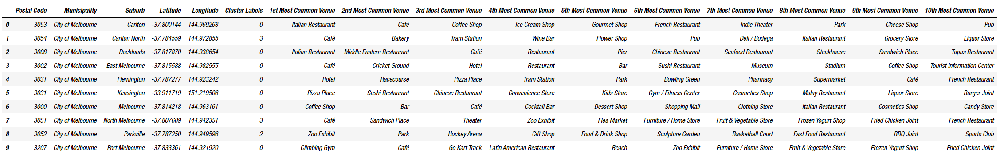 Postal Code Municipality Suburb Latitude Longitude Cluster Labels 1st Most Common Venue 2nd Most Common Venue 3rd Most Common Venue 4th Most Common Venue 5th Most Common Venue 6th Most Common Venue 7th Most Common Venue 8th Most Common Venue 9th Most Common Venue 10th Most Common Venue
0 3053 City of Melbourne Carlton -37.800144 144.969268 0 Italian Restaurant Café Coffee Shop Ice Cream Shop Gourmet Shop French Restaurant Indie Theater Park Cheese Shop Pub
1 3054 City of Melbourne Carlton North -37.784559 144.972855 3 Café Bakery Tram Station Wine Bar Flower Shop Pub Deli / Bodega Italian Restaurant Grocery Store Liquor Store
2 3008 City of Melbourne Docklands -37.817870 144.938654 0 Italian Restaurant Middle Eastern Restaurant Café Restaurant Pier Chinese Restaurant Seafood Restaurant Steakhouse Sandwich Place Tapas Restaurant
3 3002 City of Melbourne East Melbourne -37.815588 144.982555 0 Café Cricket Ground Hotel Restaurant Bar Sushi Restaurant Museum Stadium Coffee Shop Tourist Information Center
4 3031 City of Melbourne Flemington -37.787277 144.923242 0 Hotel Racecourse Pizza Place Tram Station Park Bowling Green Pharmacy Supermarket Café French Restaurant
5 3031 City of Melbourne Kensington -33.911719 151.219506 0 Pizza Place Sushi Restaurant Chinese Restaurant Convenience Store Kids Store Gym / Fitness Center Cosmetics Shop Malay Restaurant Liquor Store Burger Joint
6 3000 City of Melbourne Melbourne -37.814218 144.963161 0 Coffee Shop Bar Café Cocktail Bar Dessert Shop Shopping Mall Clothing Store Italian Restaurant Cosmetics Shop Candy Store
7 3051 City of Melbourne North Melbourne -37.807609 144.942351 3 Café Sandwich Place Theater Zoo Exhibit Flea Market Furniture / Home Store Fruit & Vegetable Store Frozen Yogurt Shop Fried Chicken Joint French Restaurant
8 3052 City of Melbourne Parkville -37.787250 144.949596 2 Zoo Exhibit Park Hockey Arena Gift Shop Food & Drink Shop Sculpture Garden Basketball Court Fast Food Restaurant BBQ Joint Sports Club
9 3207 City of Melbourne Port Melbourne -37.833361 144.921920 0 Climbing Gym Café Go Kart Track Latin American Restaurant Beach Zoo Exhibit Furniture / Home Store Fruit & Vegetable Store Frozen Yogurt Shop Fried Chicken Joint